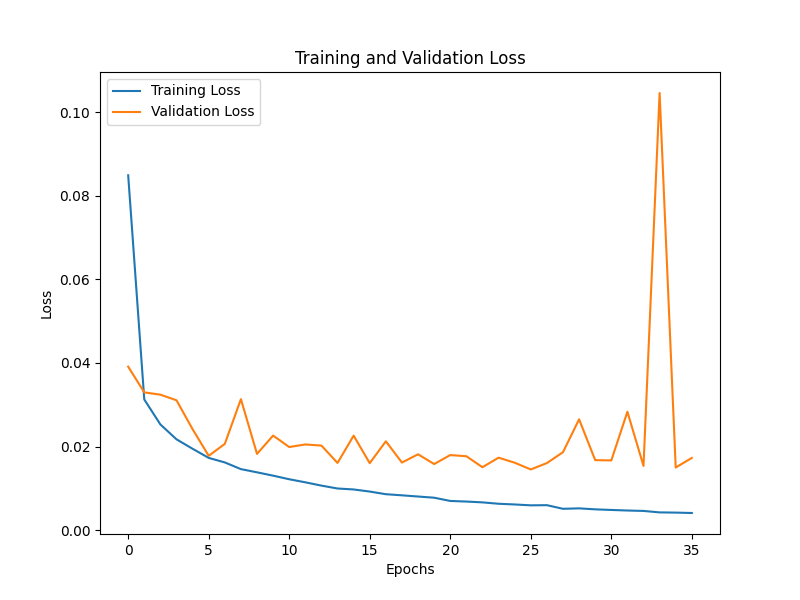 Training and Validation Loss
Training Loss
Validation Loss
0.10
0.08
0.06
0.04
0.02
0.00
Loss
0 5 10 15 20 25 30 35
Epochs